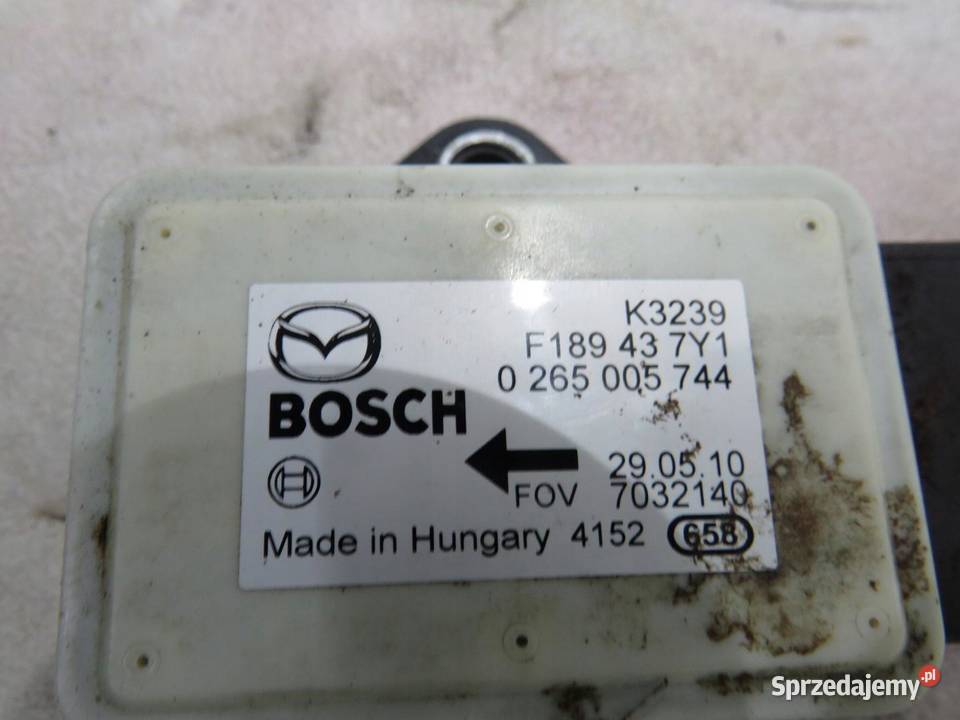 K3239
F189 43 7Y1
0 265 005 744
BOSCH
29.05.10
FOV 7032140
Made in Hungary 4152 658
Sprzedajemy.pl